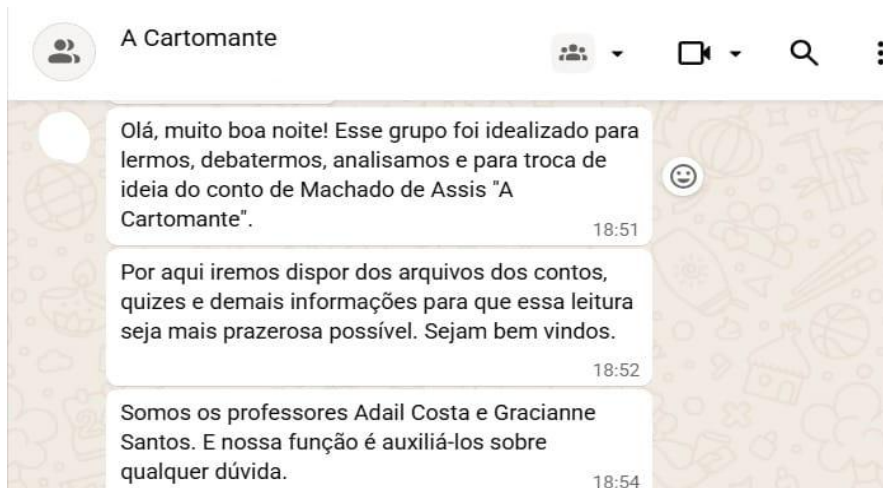 A Cartomante
Olá, muito boa noite! Esse grupo foi idealizado para
lermos, debatermos, analisamos e para troca de
ideia do conto de Machado de Assis "A
Cartomante".
18:51
Por aqui iremos dispor dos arquivos dos contos,
quizes e demais informações para que essa leitura
seja mais prazerosa possível. Sejam bem vindos.
18:52
Somos os professores Adail Costa e Gracianne
Santos. E nossa função é auxiliá-los sobre
qualquer dúvida.
18:54